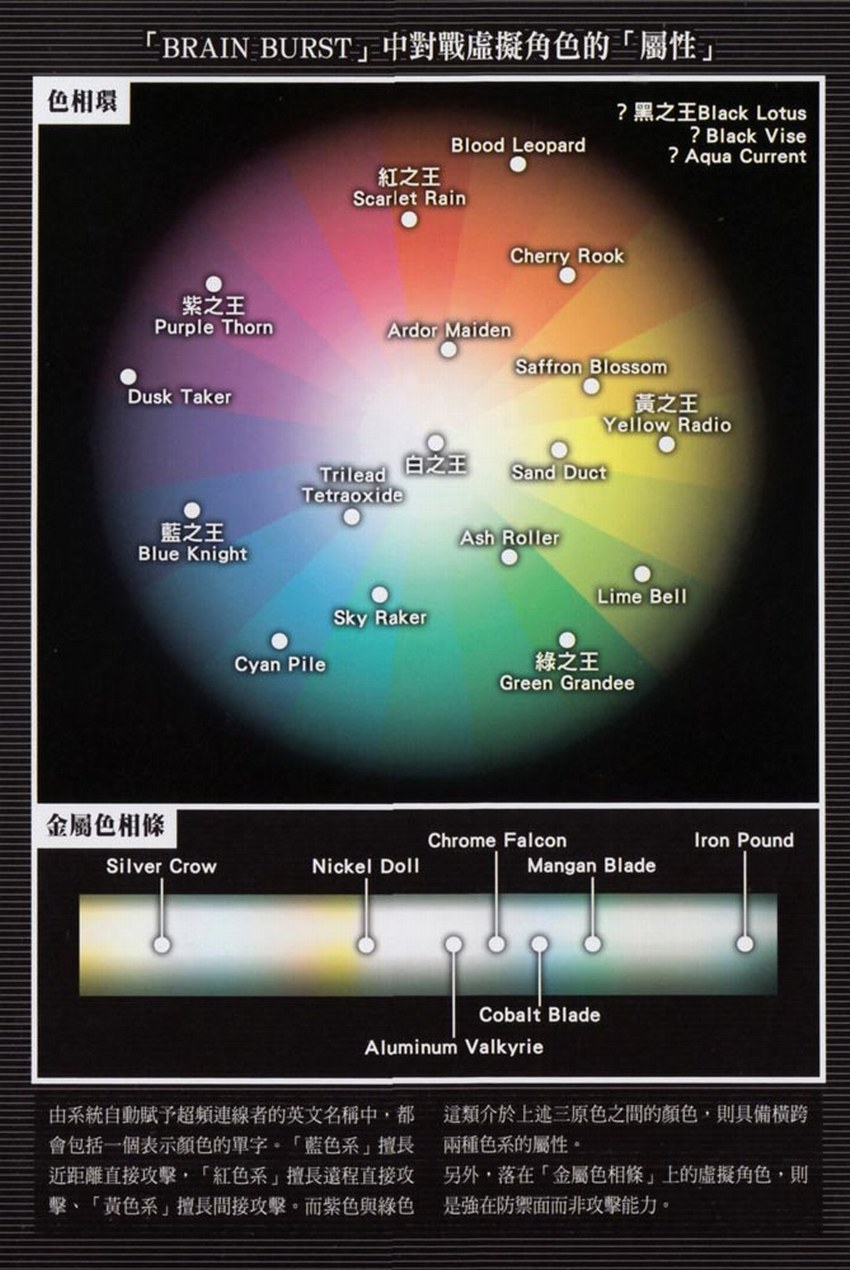 「BRAIN BURST」中對戰虛擬角色的「屬性」
色相環
? 黑之王Black Lotus
? Black Vise
? Aqua Current
Blood Leopard
紅之王
Scarlet Rain
Cherry Rook
紫之王
Purple Thorn
Ardor Maiden
Saffron Blossom
Dusk Taker
黃之王
Yellow Radio
白之王
Sand Duct
Trilead
Tetraoxide
藍之王
Blue Knight
Ash Roller
Lime Bell
Sky Raker
Cyan Pile
綠之王
Green Grandee
金屬色相條
Chrome Falcon
Iron Pound
Silver Crow
Nickel Doll
Mangan Blade
Cobalt Blade
Aluminum Valkyrie
由系統自動賦予超頻連線者的英文名稱中，都
會包括一個表示顏色的單字。「藍色系」擅長
近距離直接攻擊，「紅色系」擅長遠程直接攻
擊、「黃色系」擅長間接攻擊。而紫色與綠色
這類介於上述三原色之間的顏色，則具備橫跨
兩種色系的屬性。
另外，落在「金屬色相條」上的虛擬角色，則
是強在防禦面而非攻擊能力。